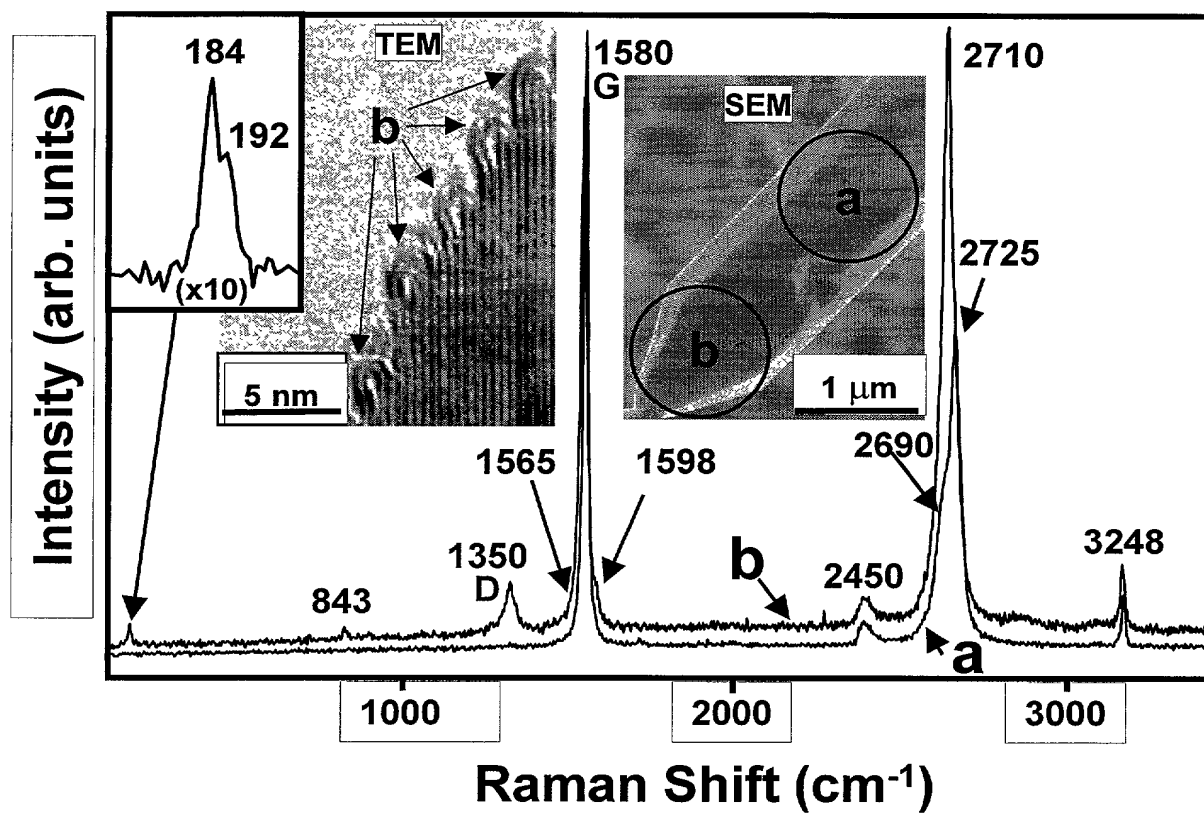 184
192
(x10)
TEM
b
5 nm
1580
G
SEM
a
b
1 μm
2710
2725
2690
1565
1598
1350
D
843
b
2450
a
3248
1000
2000
3000
Intensity (arb. units)
Raman Shift (cm⁻¹)